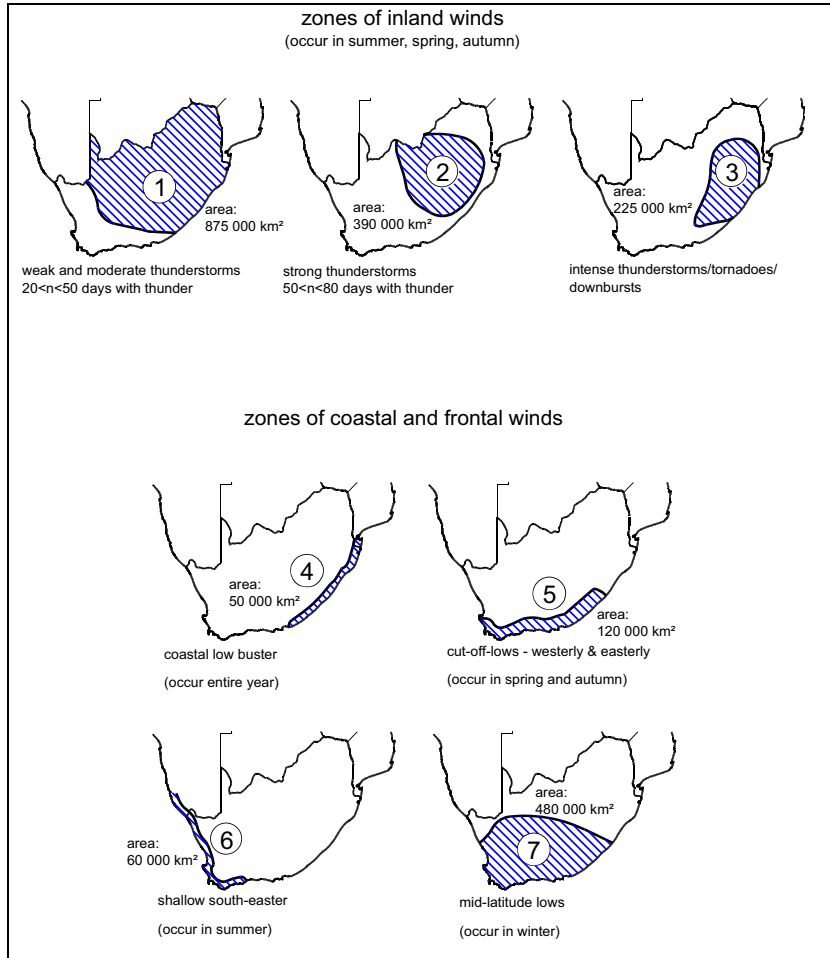 zones of inland winds
(occur in summer, spring, autumn)
1
area:
875 000 km²
weak and moderate thunderstorms
20<n<50 days with thunder
2
area:
390 000 km²
strong thunderstorms
50<n<80 days with thunder
3
area:
225 000 km²
intense thunderstorms/tornadoes/
downbursts
zones of coastal and frontal winds
4
area:
50 000 km²
coastal low buster
(occur entire year)
5
area:
120 000 km²
cut-off-lows - westerly & easterly
(occur in spring and autumn)
6
area:
60 000 km²
shallow south-easter
(occur in summer)
area:
480 000 km²
7
mid-latitude lows
(occur in winter)